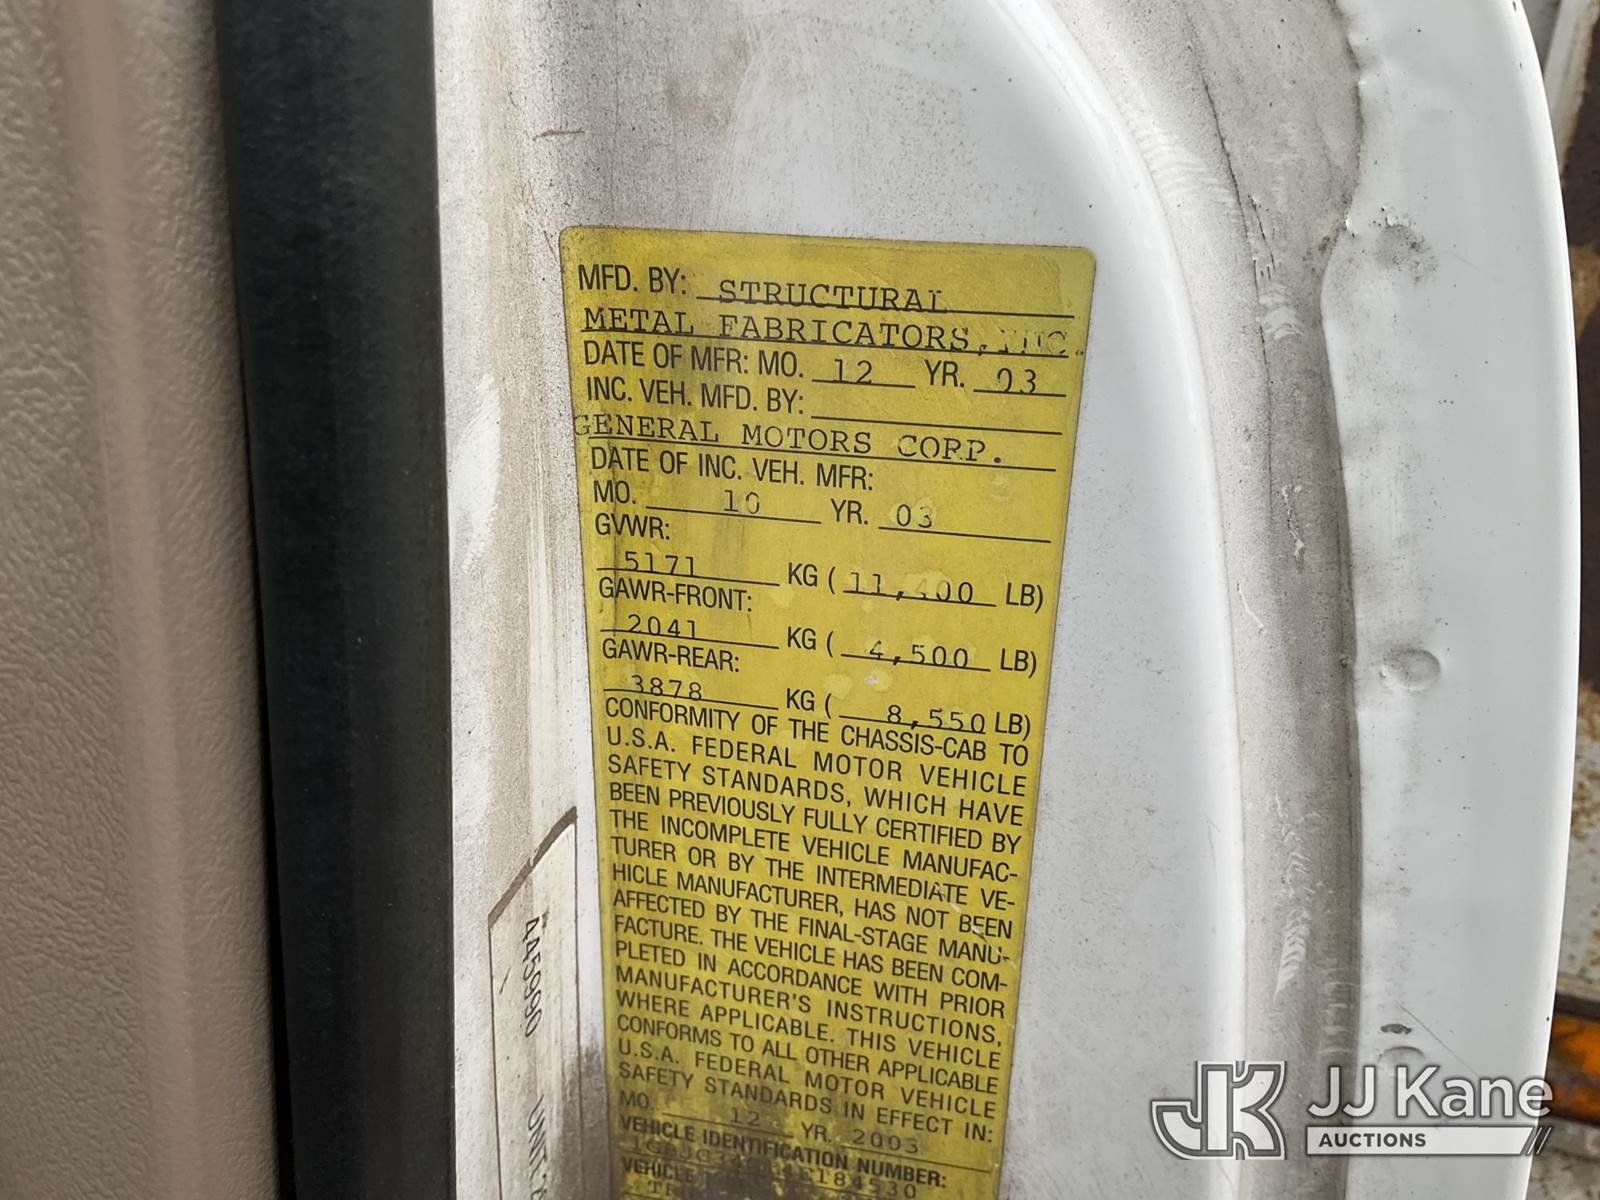 MFD. BY: STRUCTURAL
METAL FABRICATORS, INC.
DATE OF MFR: MO. 12 YR. 03
INC. VEH. MFD. BY:
GENERAL MOTORS CORP.
DATE OF INC. VEH. MFR:
MO. 10 YR. 03
GVWR:
5171 KG ( 11,400 LB)
GAWR-FRONT:
2041 KG ( 4,500 LB)
GAWR-REAR:
3878 KG ( 8,550 LB)
CONFORMITY OF THE CHASSIS-CAB TO
U.S.A. FEDERAL MOTOR VEHICLE
SAFETY STANDARDS, WHICH HAVE
BEEN PREVIOUSLY FULLY CERTIFIED BY
THE INCOMPLETE VEHICLE MANUFAC-
TURER OR BY THE INTERMEDIATE VE-
HICLE MANUFACTURER, HAS NOT BEEN
AFFECTED BY THE FINAL-STAGE MANU-
FACTURE. THE VEHICLE HAS BEEN COM-
PLETED IN ACCORDANCE WITH PRIOR
MANUFACTURER'S INSTRUCTIONS,
WHERE APPLICABLE. THIS VEHICLE
CONFORMS TO ALL OTHER APPLICABLE
U.S.A. FEDERAL MOTOR VEHICLE
SAFETY STANDARDS IN EFFECT IN:
MO. 12 YR. 2003
VEHICLE IDENTIFICATION NUMBER:
VEHICLE
445990
JJ Kane
AUCTIONS